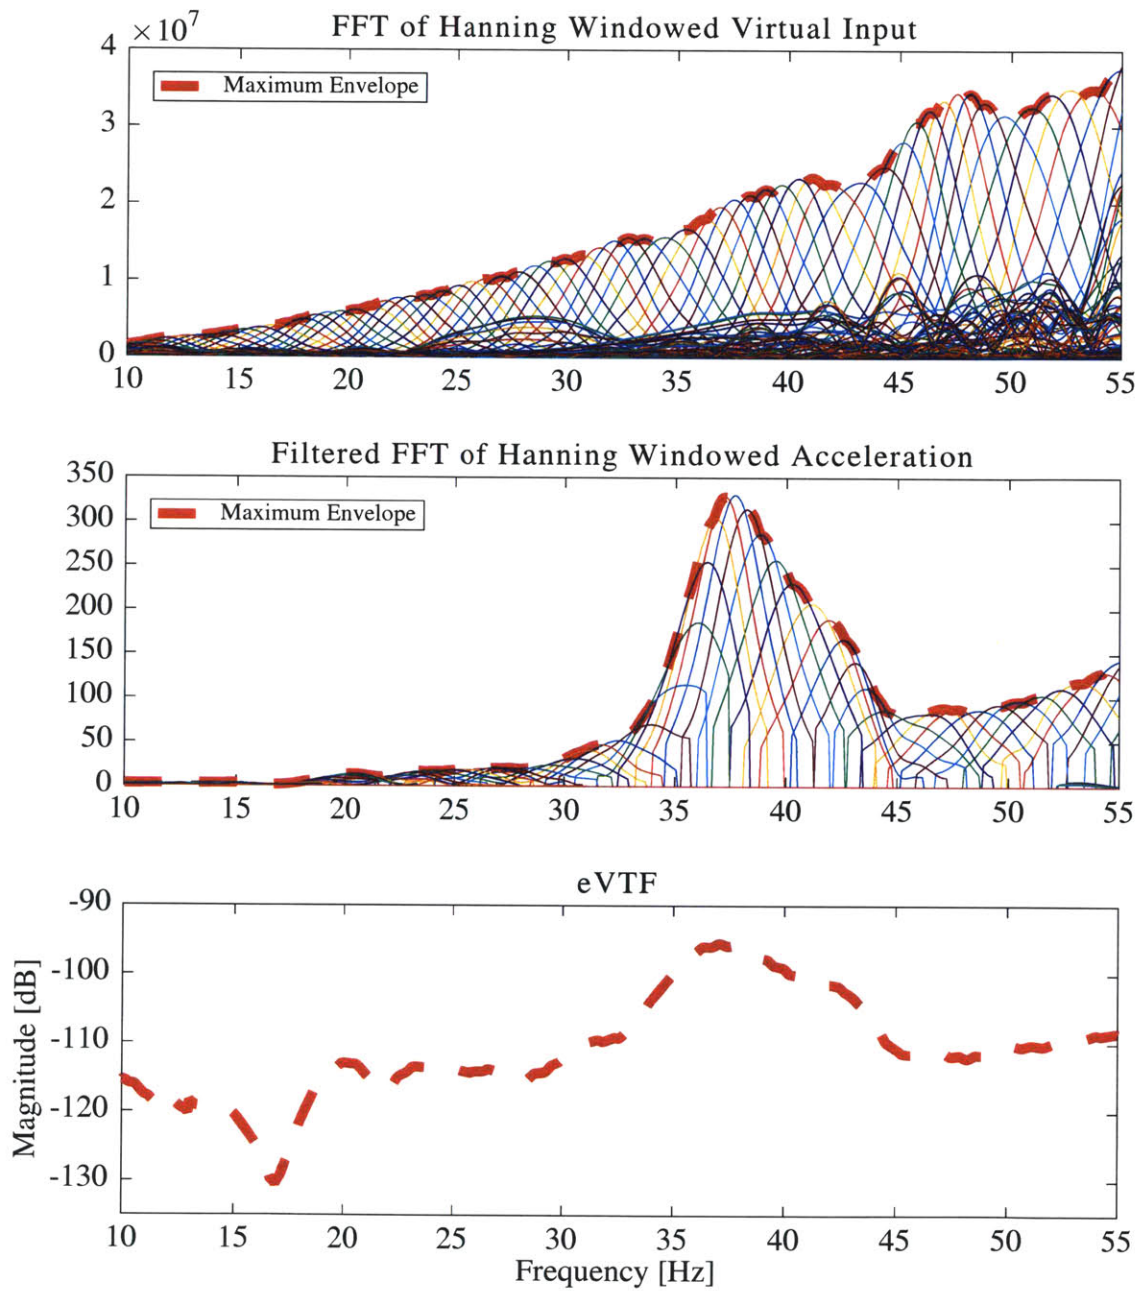 FFT of Hanning Windowed Virtual Input
×10⁷
4
3
2
1
0
Maximum Envelope
10 15 20 25 30 35 40 45 50 55
Filtered FFT of Hanning Windowed Acceleration
350
300
250
200
150
100
50
0
Maximum Envelope
10 15 20 25 30 35 40 45 50 55
eVTF
Magnitude [dB]
-90
-100
-110
-120
-130
10 15 20 25 30 35 40 45 50 55
Frequency [Hz]